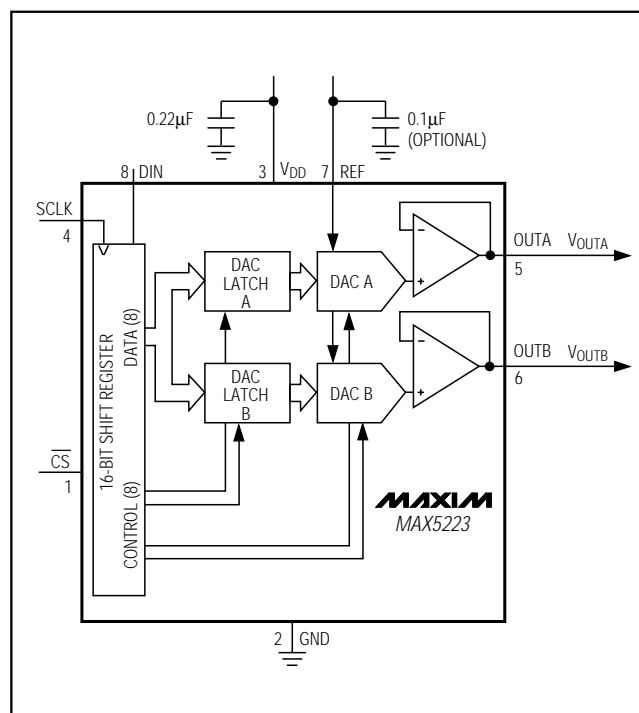 0.22μF
0.1μF
(OPTIONAL)
8 DIN
3 VDD
7 REF
SCLK
4
OUTA VOUTA
5
DAC
LATCH
A
DAC A
OUTB VOUTB
6
DAC
LATCH
B
DAC B
16-BIT SHIFT REGISTER
DATA (8)
CONTROL (8)
CS
1
MAXIM
MAX5223
2 GND
-
+
-
+